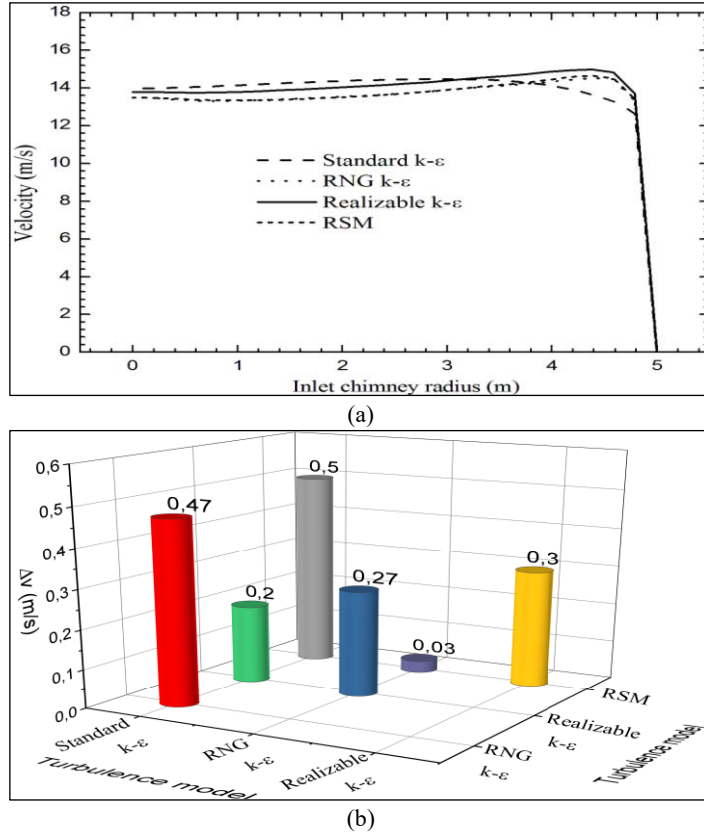 18
16
14
12
10
8
6
4
2
0
Velocity (m/s)
Standard k-ε
RNG k-ε
Realizable k-ε
RSM
0 1 2 3 4 5
Inlet chimney radius (m)
(a)
0,6
0,5
0,4
0,3
0,2
0,1
0,0
Δv (m/s)
0,47
0,2
0,5
0,27
0,03
0,3
Standard
k-ε
RNG
k-ε
Realizable
k-ε
Turbulence model
RNG
k-ε
Realizable
k-ε
RSM
Turbulence model
(b)